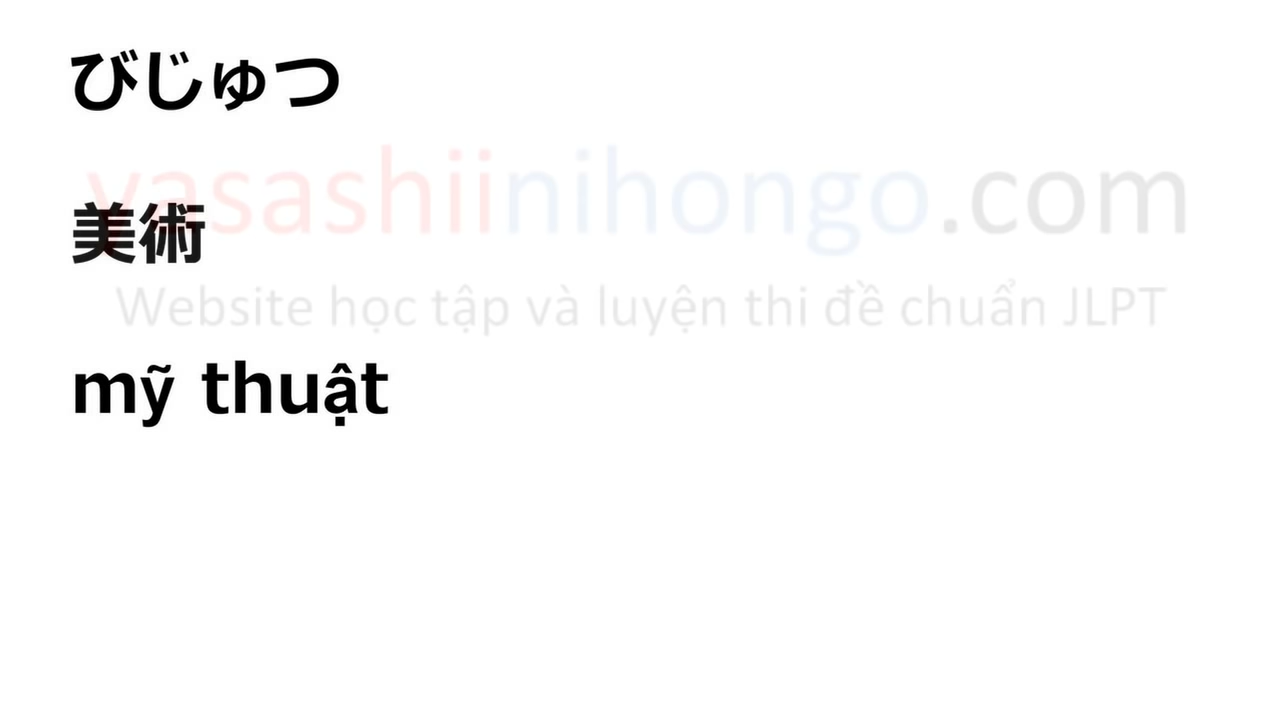 びじゅつ
yasashiinihongo.com
美術
Website học tập và luyện thi đề chuẩn JLPT
mỹ thuật